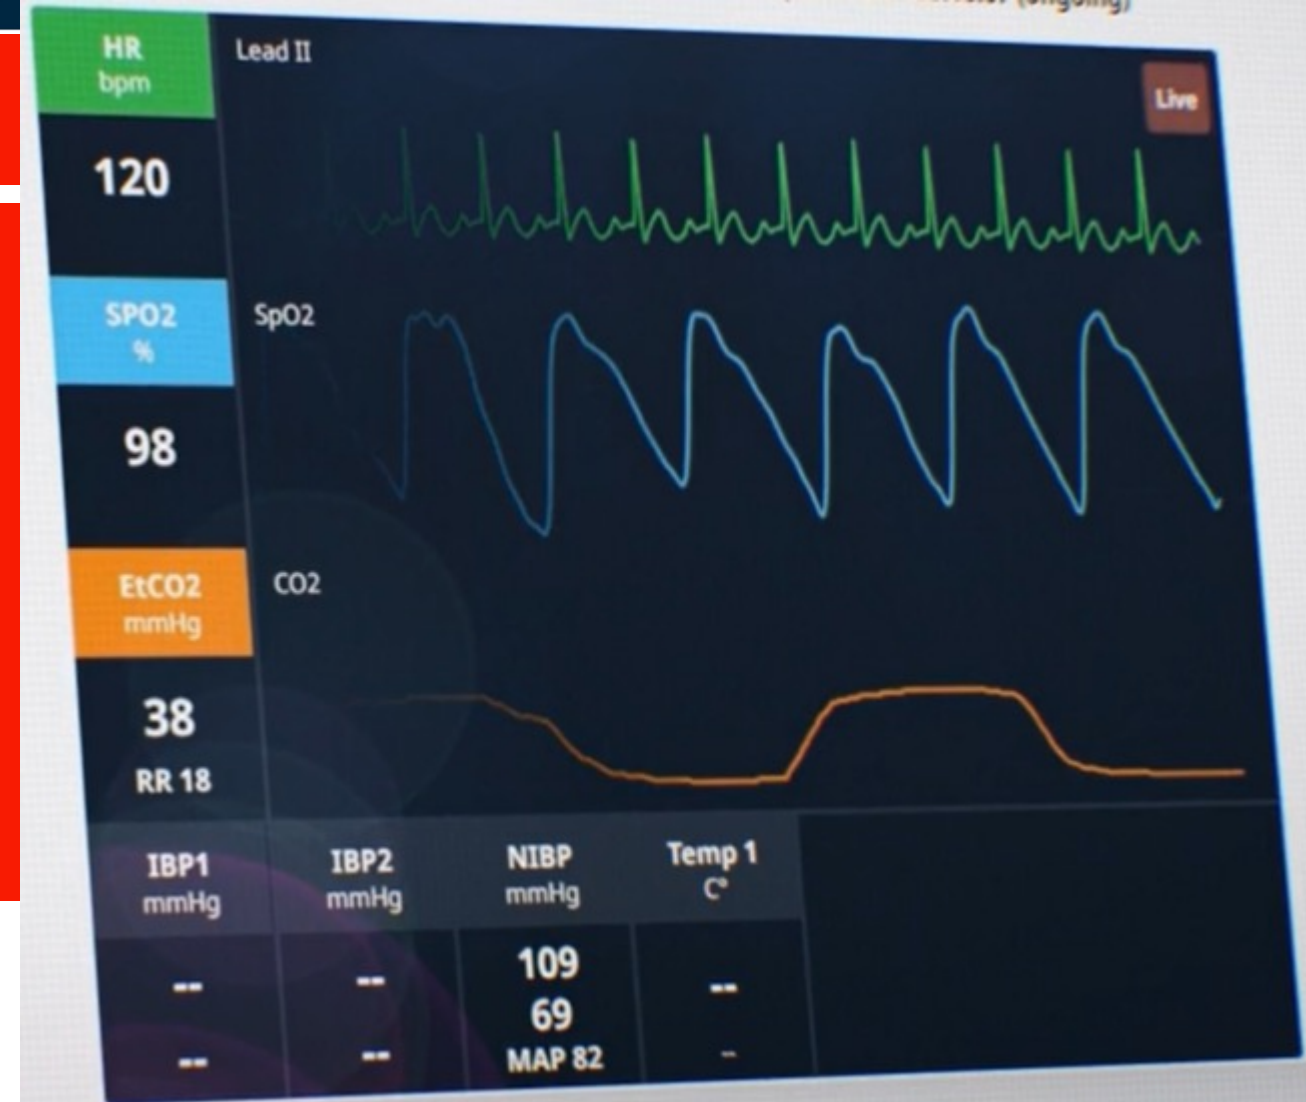 (ongoing)
HR
bpm
Lead II
Live
120
SPO2
%
SpO2
98
EtCO2
mmHg
CO2
38
RR 18
IBP1
mmHg
IBP2
mmHg
NIBP
mmHg
Temp 1
C°
--
--
109
--
69
--
--
MAP 82
--